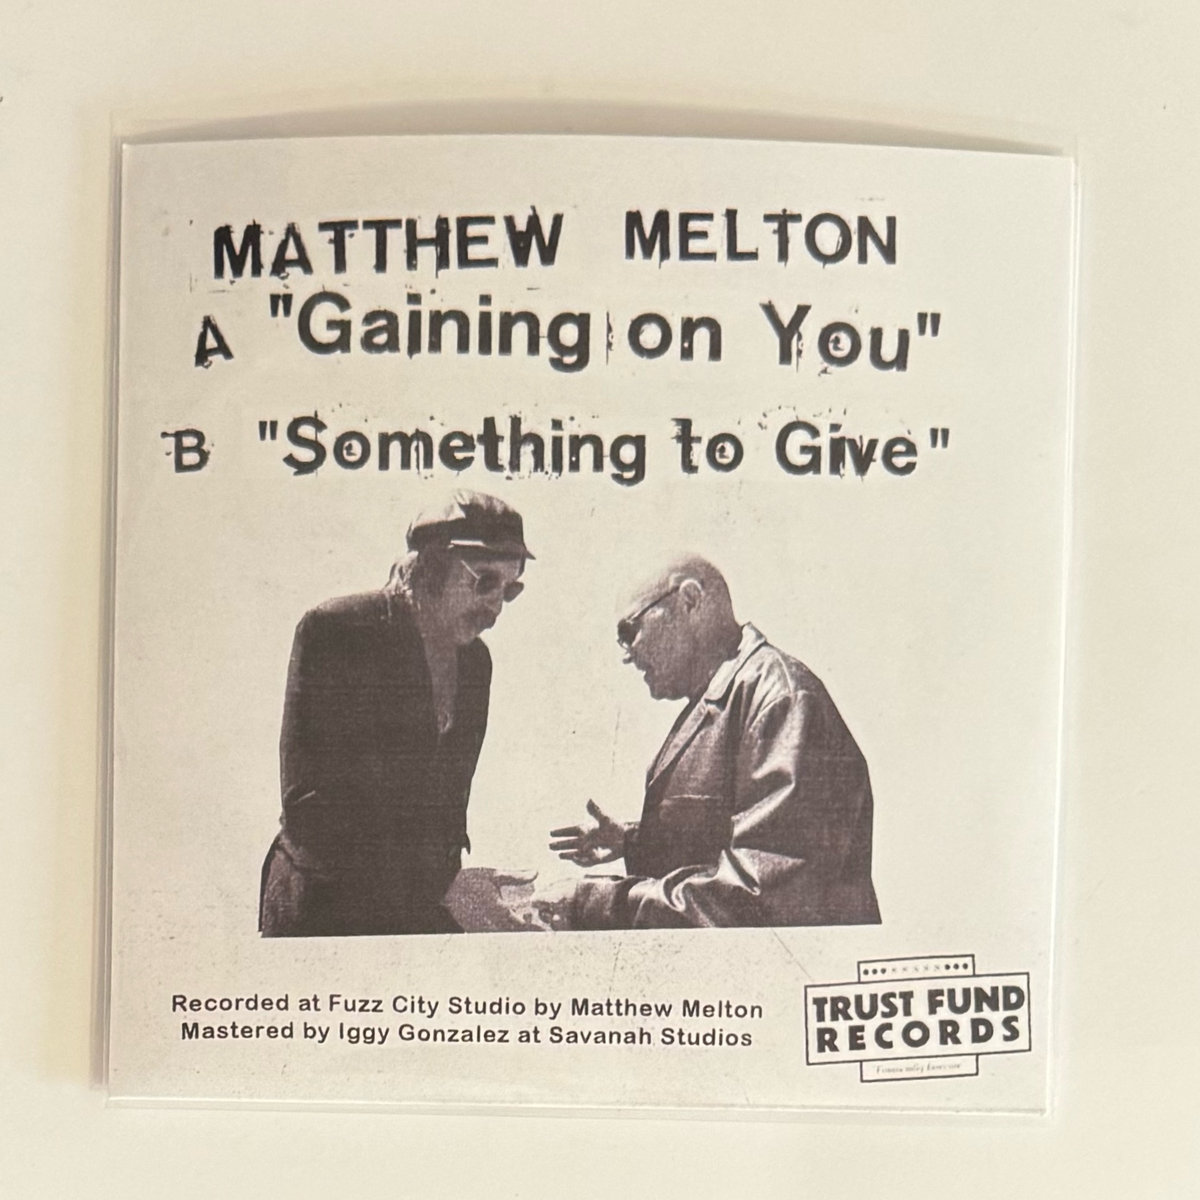 MATTHEW MELTON
A "Gaining on You"
B "Something to Give"
Recorded at Fuzz City Studio by Matthew Melton
Mastered by Iggy Gonzalez at Savanah Studios
TRUST FUND
RECORDS